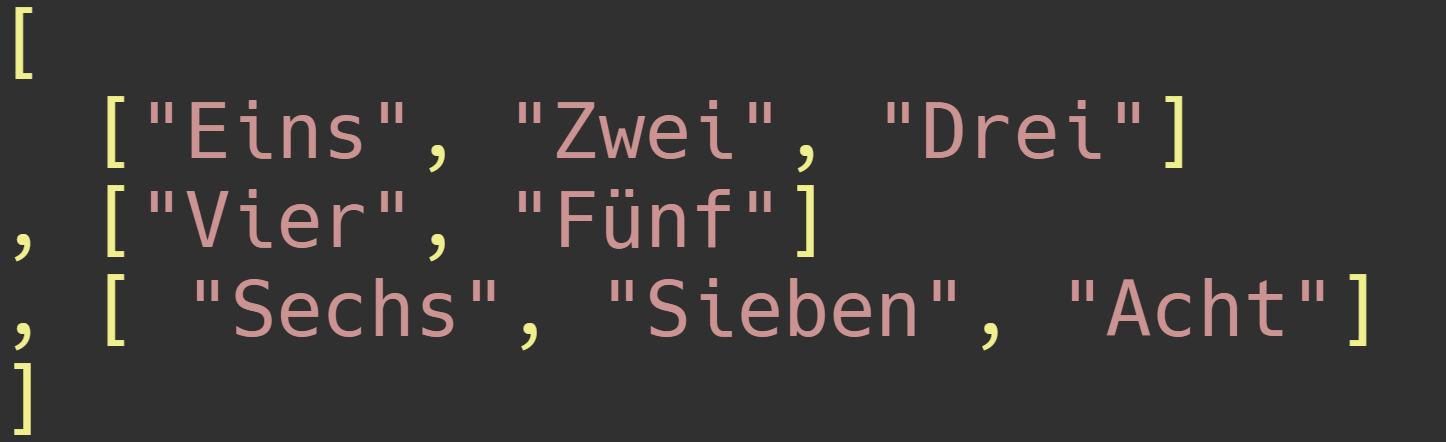 [
  ["Eins", "Zwei", "Drei"]
, ["Vier", "Fünf"]
, [ "Sechs", "Sieben", "Acht"]
]